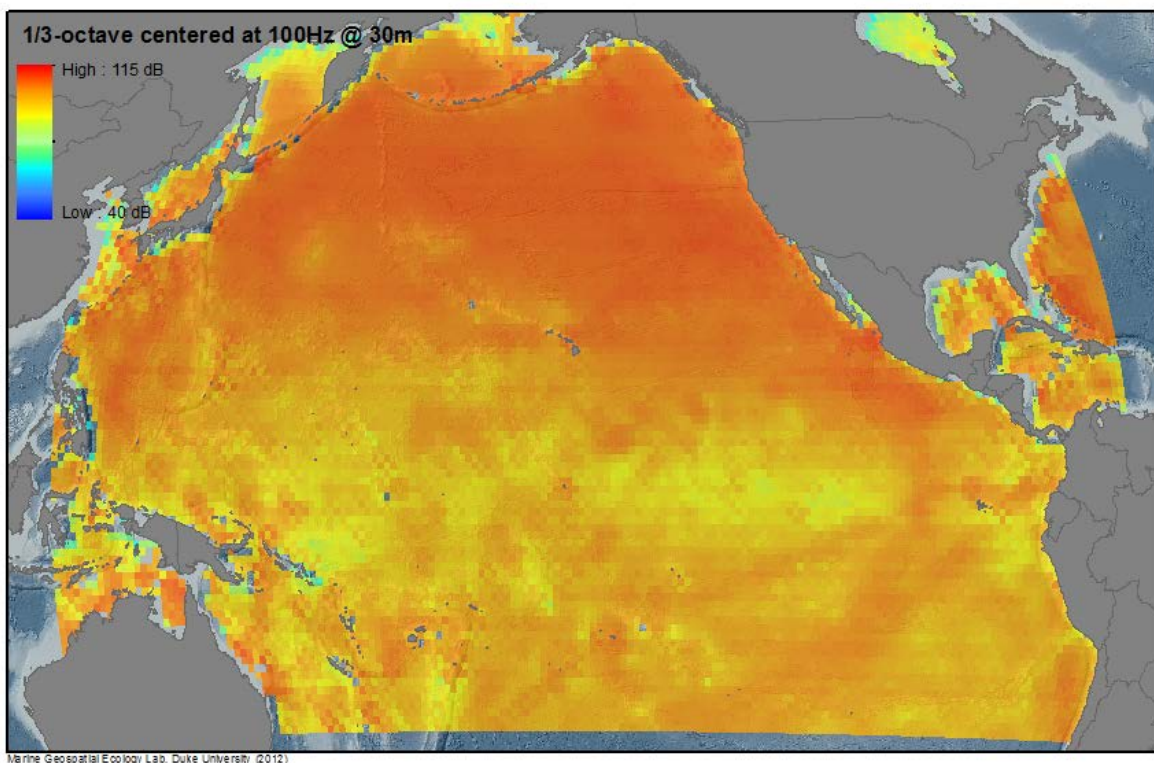 1/3-octave centered at 100Hz @ 30m
High : 115 dB
Low : 40 dB
Marine Geospatial Ecology Lab, Duke University (2012)